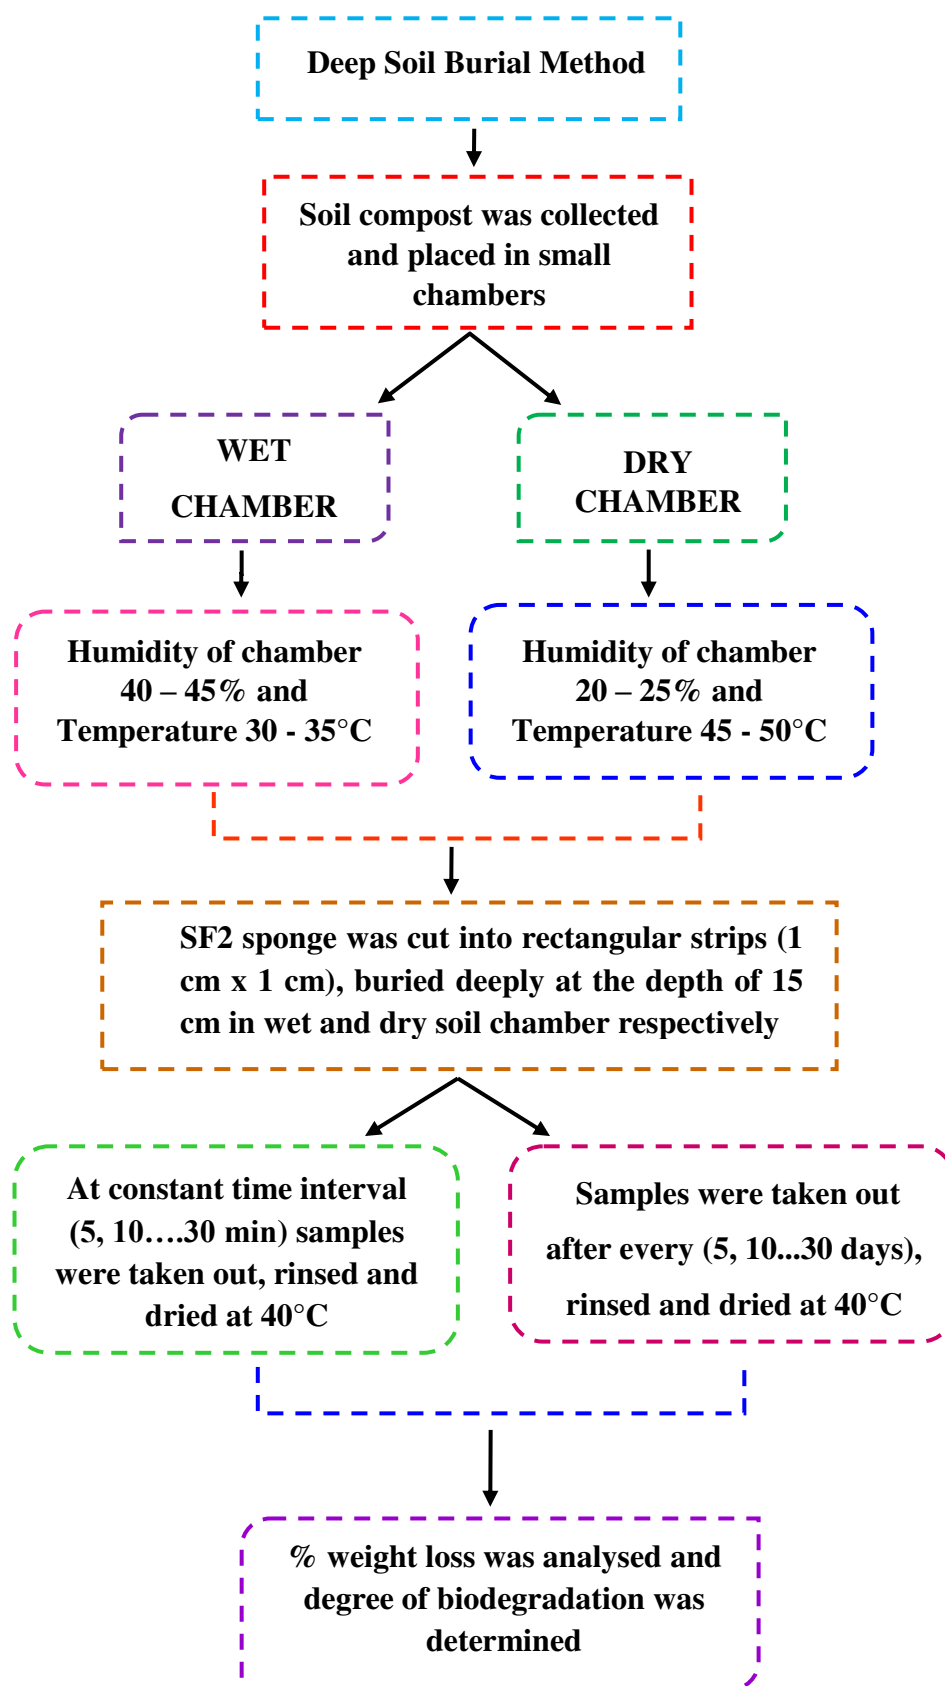 Deep Soil Burial Method
Soil compost was collected
and placed in small
chambers
WET
CHAMBER
DRY
CHAMBER
Humidity of chamber
40 – 45% and
Temperature 30 - 35°C
Humidity of chamber
20 – 25% and
Temperature 45 - 50°C
SF2 sponge was cut into rectangular strips (1
cm x 1 cm), buried deeply at the depth of 15
cm in wet and dry soil chamber respectively
At constant time interval
(5, 10….30 min) samples
were taken out, rinsed and
dried at 40°C
Samples were taken out
after every (5, 10...30 days),
rinsed and dried at 40°C
% weight loss was analysed and
degree of biodegradation was
determined